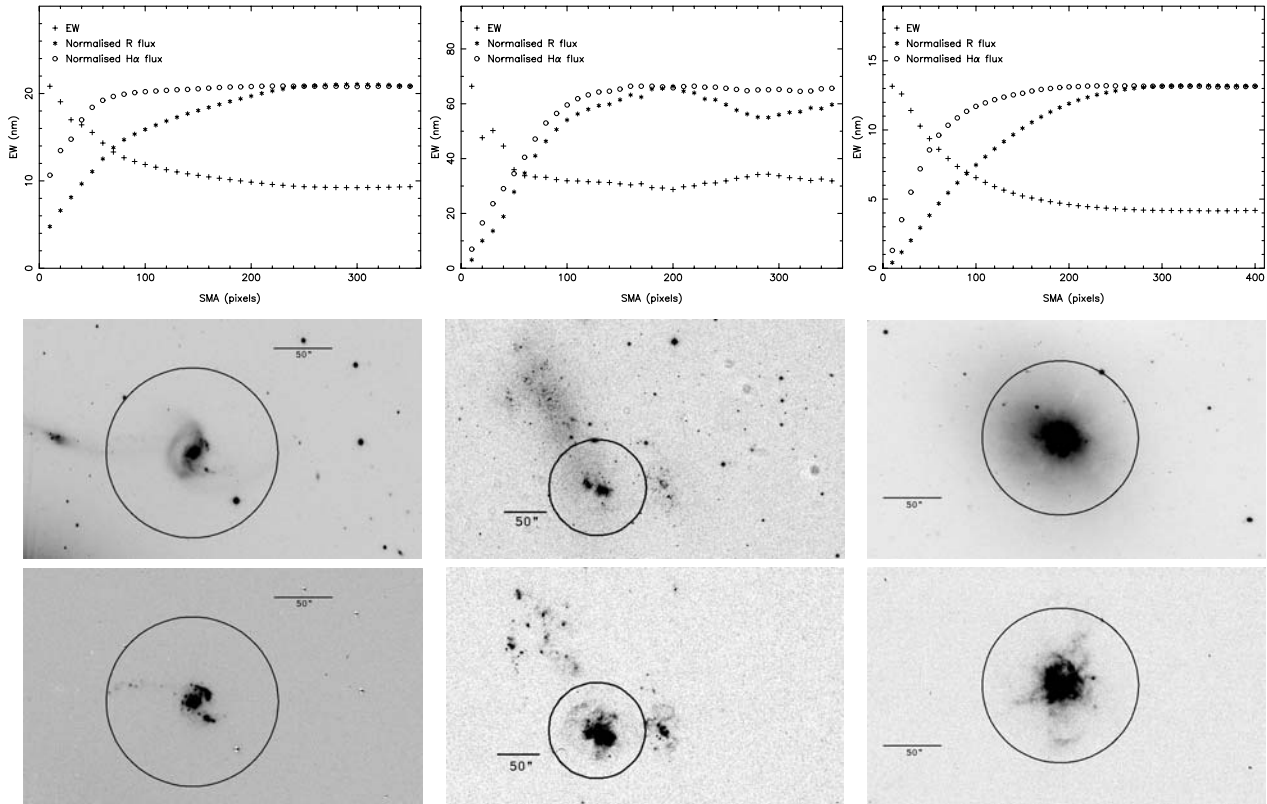 EW
Normalised R flux
Normalised Hα flux
EW (nm)
0
10
20
0
100
200
300
SMA (pixels)
EW
Normalised R flux
Normalised Hα flux
EW (nm)
0
20
40
60
80
0
100
200
300
SMA (pixels)
EW
Normalised R flux
Normalised Hα flux
EW (nm)
0
5
10
15
0
100
200
300
400
SMA (pixels)
50"
50"
50"
50"
50"
50"